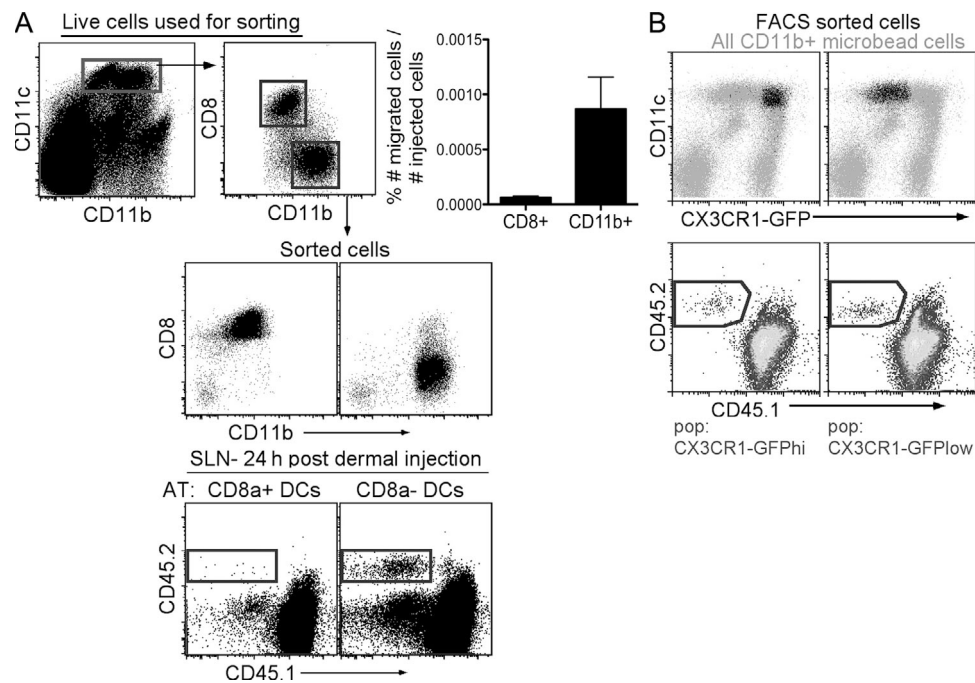 A
Live cells used for sorting
CD11c
CD11b
CD8
CD11b
% # migrated cells /
# injected cells
0.0015
0.0010
0.0005
0.0000
CD8+
CD11b+
Sorted cells
CD8
CD11b
SLN- 24 h post dermal injection
AT: CD8a+ DCs CD8a- DCs
CD45.2
CD45.1
B
FACS sorted cells
All CD11b+ microbead cells
CD11c
CX3CR1-GFP
CD45.2
CD45.1
pop:
CX3CR1-GFPhi
pop:
CX3CR1-GFPlow